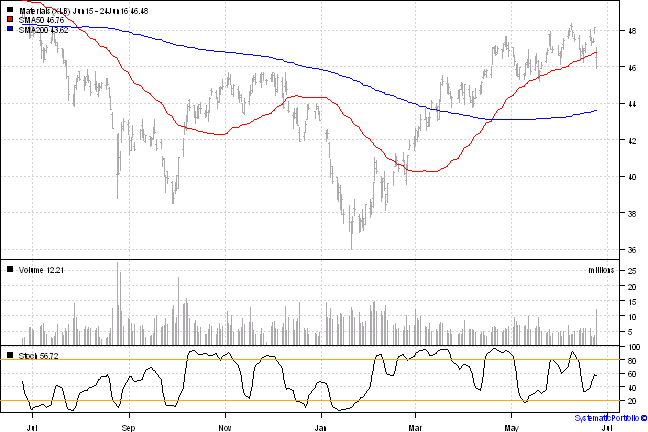 Materials (XLB) Jun 15 - 24Jun16 46.48
SMA50 46.76
SMA200 43.62
48
46
44
42
40
38
36
Volume 12.21
millions
25
20
15
10
5
Stoch 56.72
100
80
60
40
20
Jul Sep Nov Jan Mar May Jul
SystematicPortfolio ©